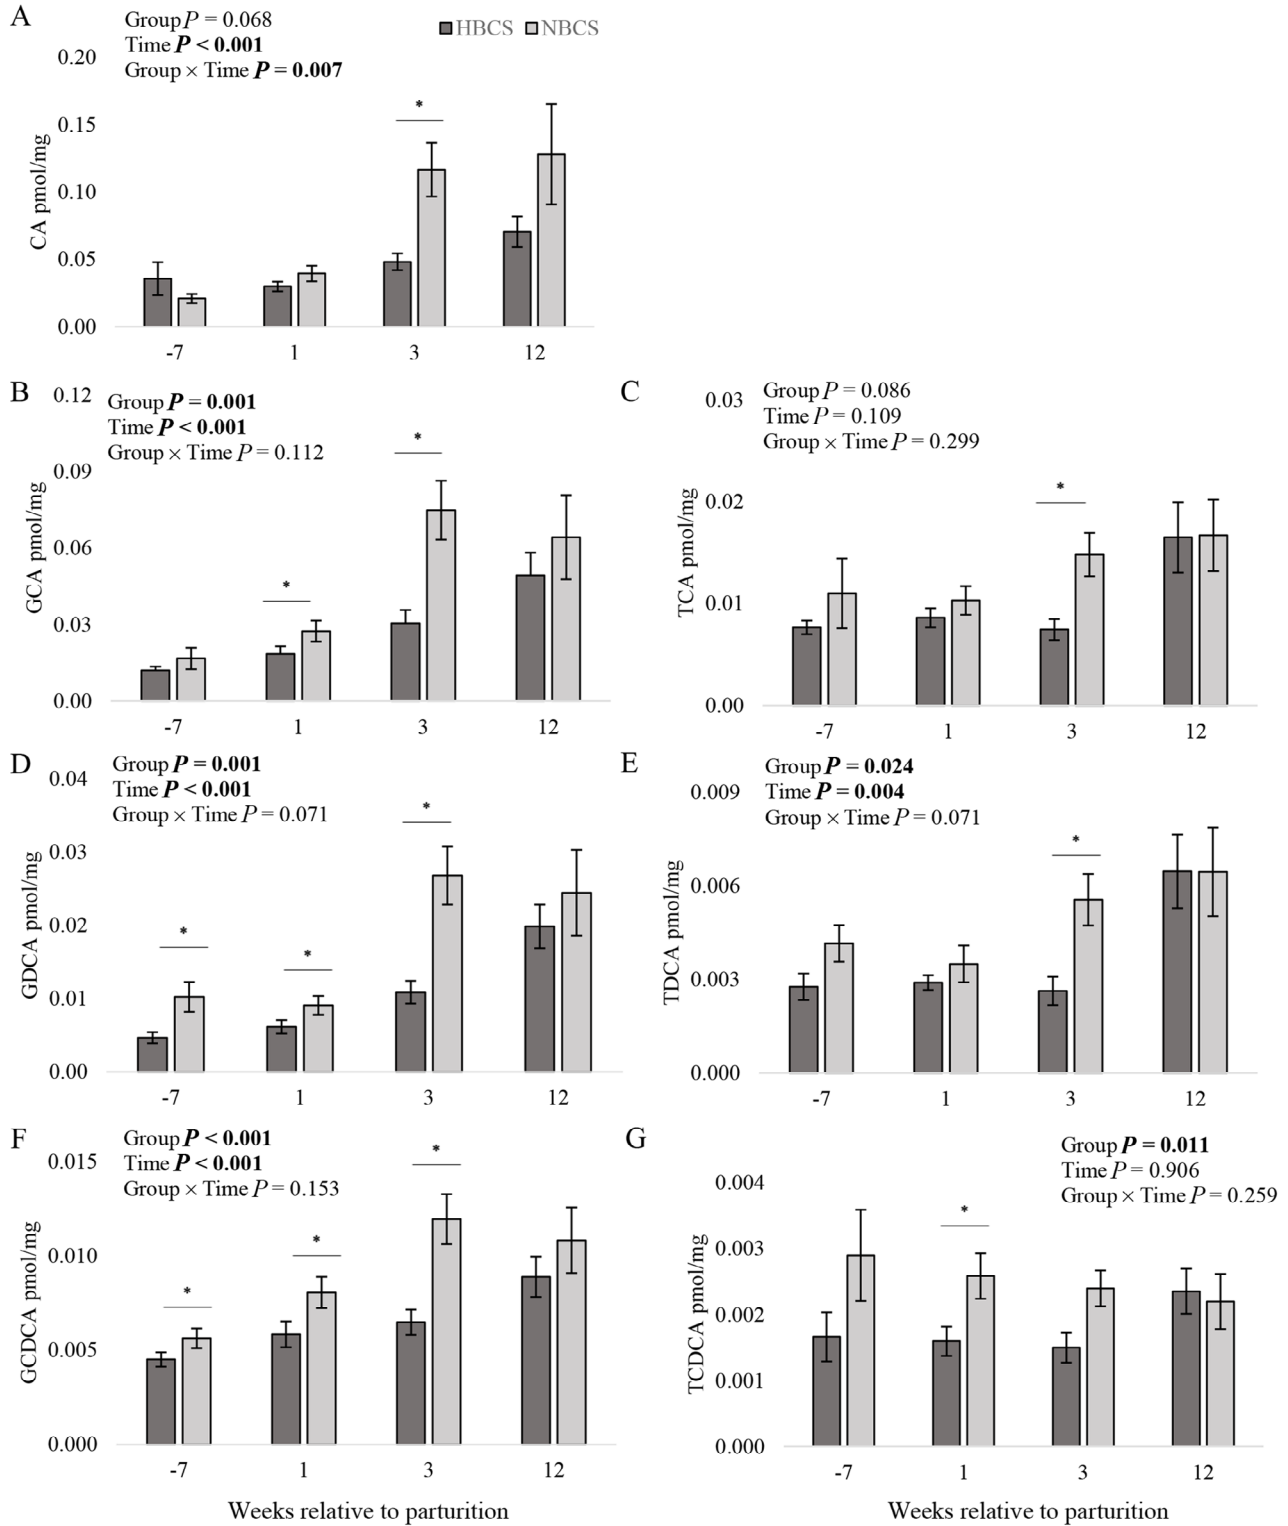 A
Group P = 0.068
Time P < 0.001
Group × Time P = 0.007
HBCS NBCS
CA pmol/mg
0.20
0.15
0.10
0.05
0.00
*
-7 1 3 12
B
Group P = 0.001
Time P < 0.001
Group × Time P = 0.112
GCA pmol/mg
0.12
0.09
0.06
0.03
0.00
* *
-7 1 3 12
C
Group P = 0.086
Time P = 0.109
Group × Time P = 0.299
TCA pmol/mg
0.03
0.02
0.01
0.00
*
-7 1 3 12
D
Group P = 0.001
Time P < 0.001
Group × Time P = 0.071
GDCA pmol/mg
0.04
0.03
0.02
0.01
0.00
* * *
-7 1 3 12
E
Group P = 0.024
Time P = 0.004
Group × Time P = 0.071
TDCA pmol/mg
0.009
0.006
0.003
0.000
*
-7 1 3 12
F
Group P < 0.001
Time P < 0.001
Group × Time P = 0.153
GCDCA pmol/mg
0.015
0.010
0.005
0.000
* * *
-7 1 3 12
Weeks relative to parturition
G
Group P = 0.011
Time P = 0.906
Group × Time P = 0.259
TCDCA pmol/mg
0.004
0.003
0.002
0.001
0.000
*
-7 1 3 12
Weeks relative to parturition